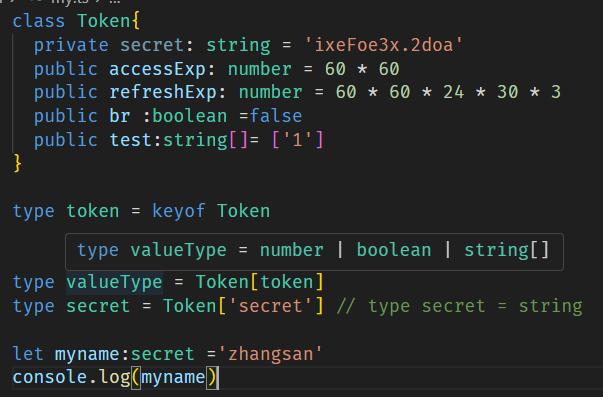 my.ts
class Token{
private secret: string = 'ixeFoe3x.2doa'
public accessExp: number = 60 * 60
public refreshExp: number = 60 * 60 * 24 * 30 * 3
public br :boolean =false
public test:string[]= ['1']
}
type token = keyof Token
type valueType = number | boolean | string[]
type valueType = Token[token]
type secret = Token['secret'] // type secret = string
let myname:secret ='zhangsan'
console.log(myname)